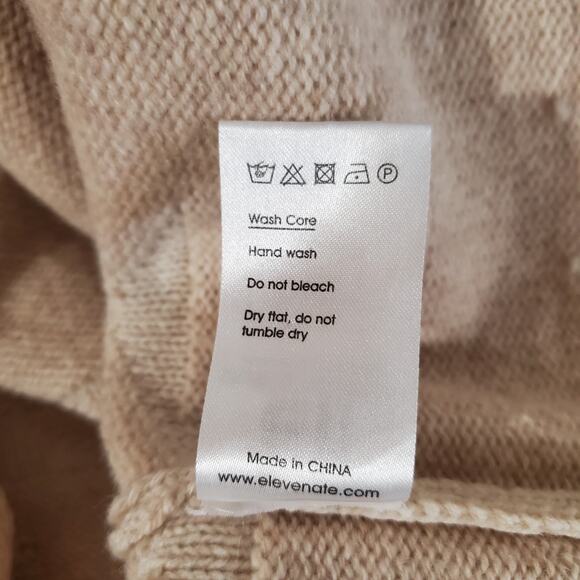 P
Wash Core
Hand wash
Do not bleach
Dry flat, do not
tumble dry
Made in CHINA
www.elevenate.com